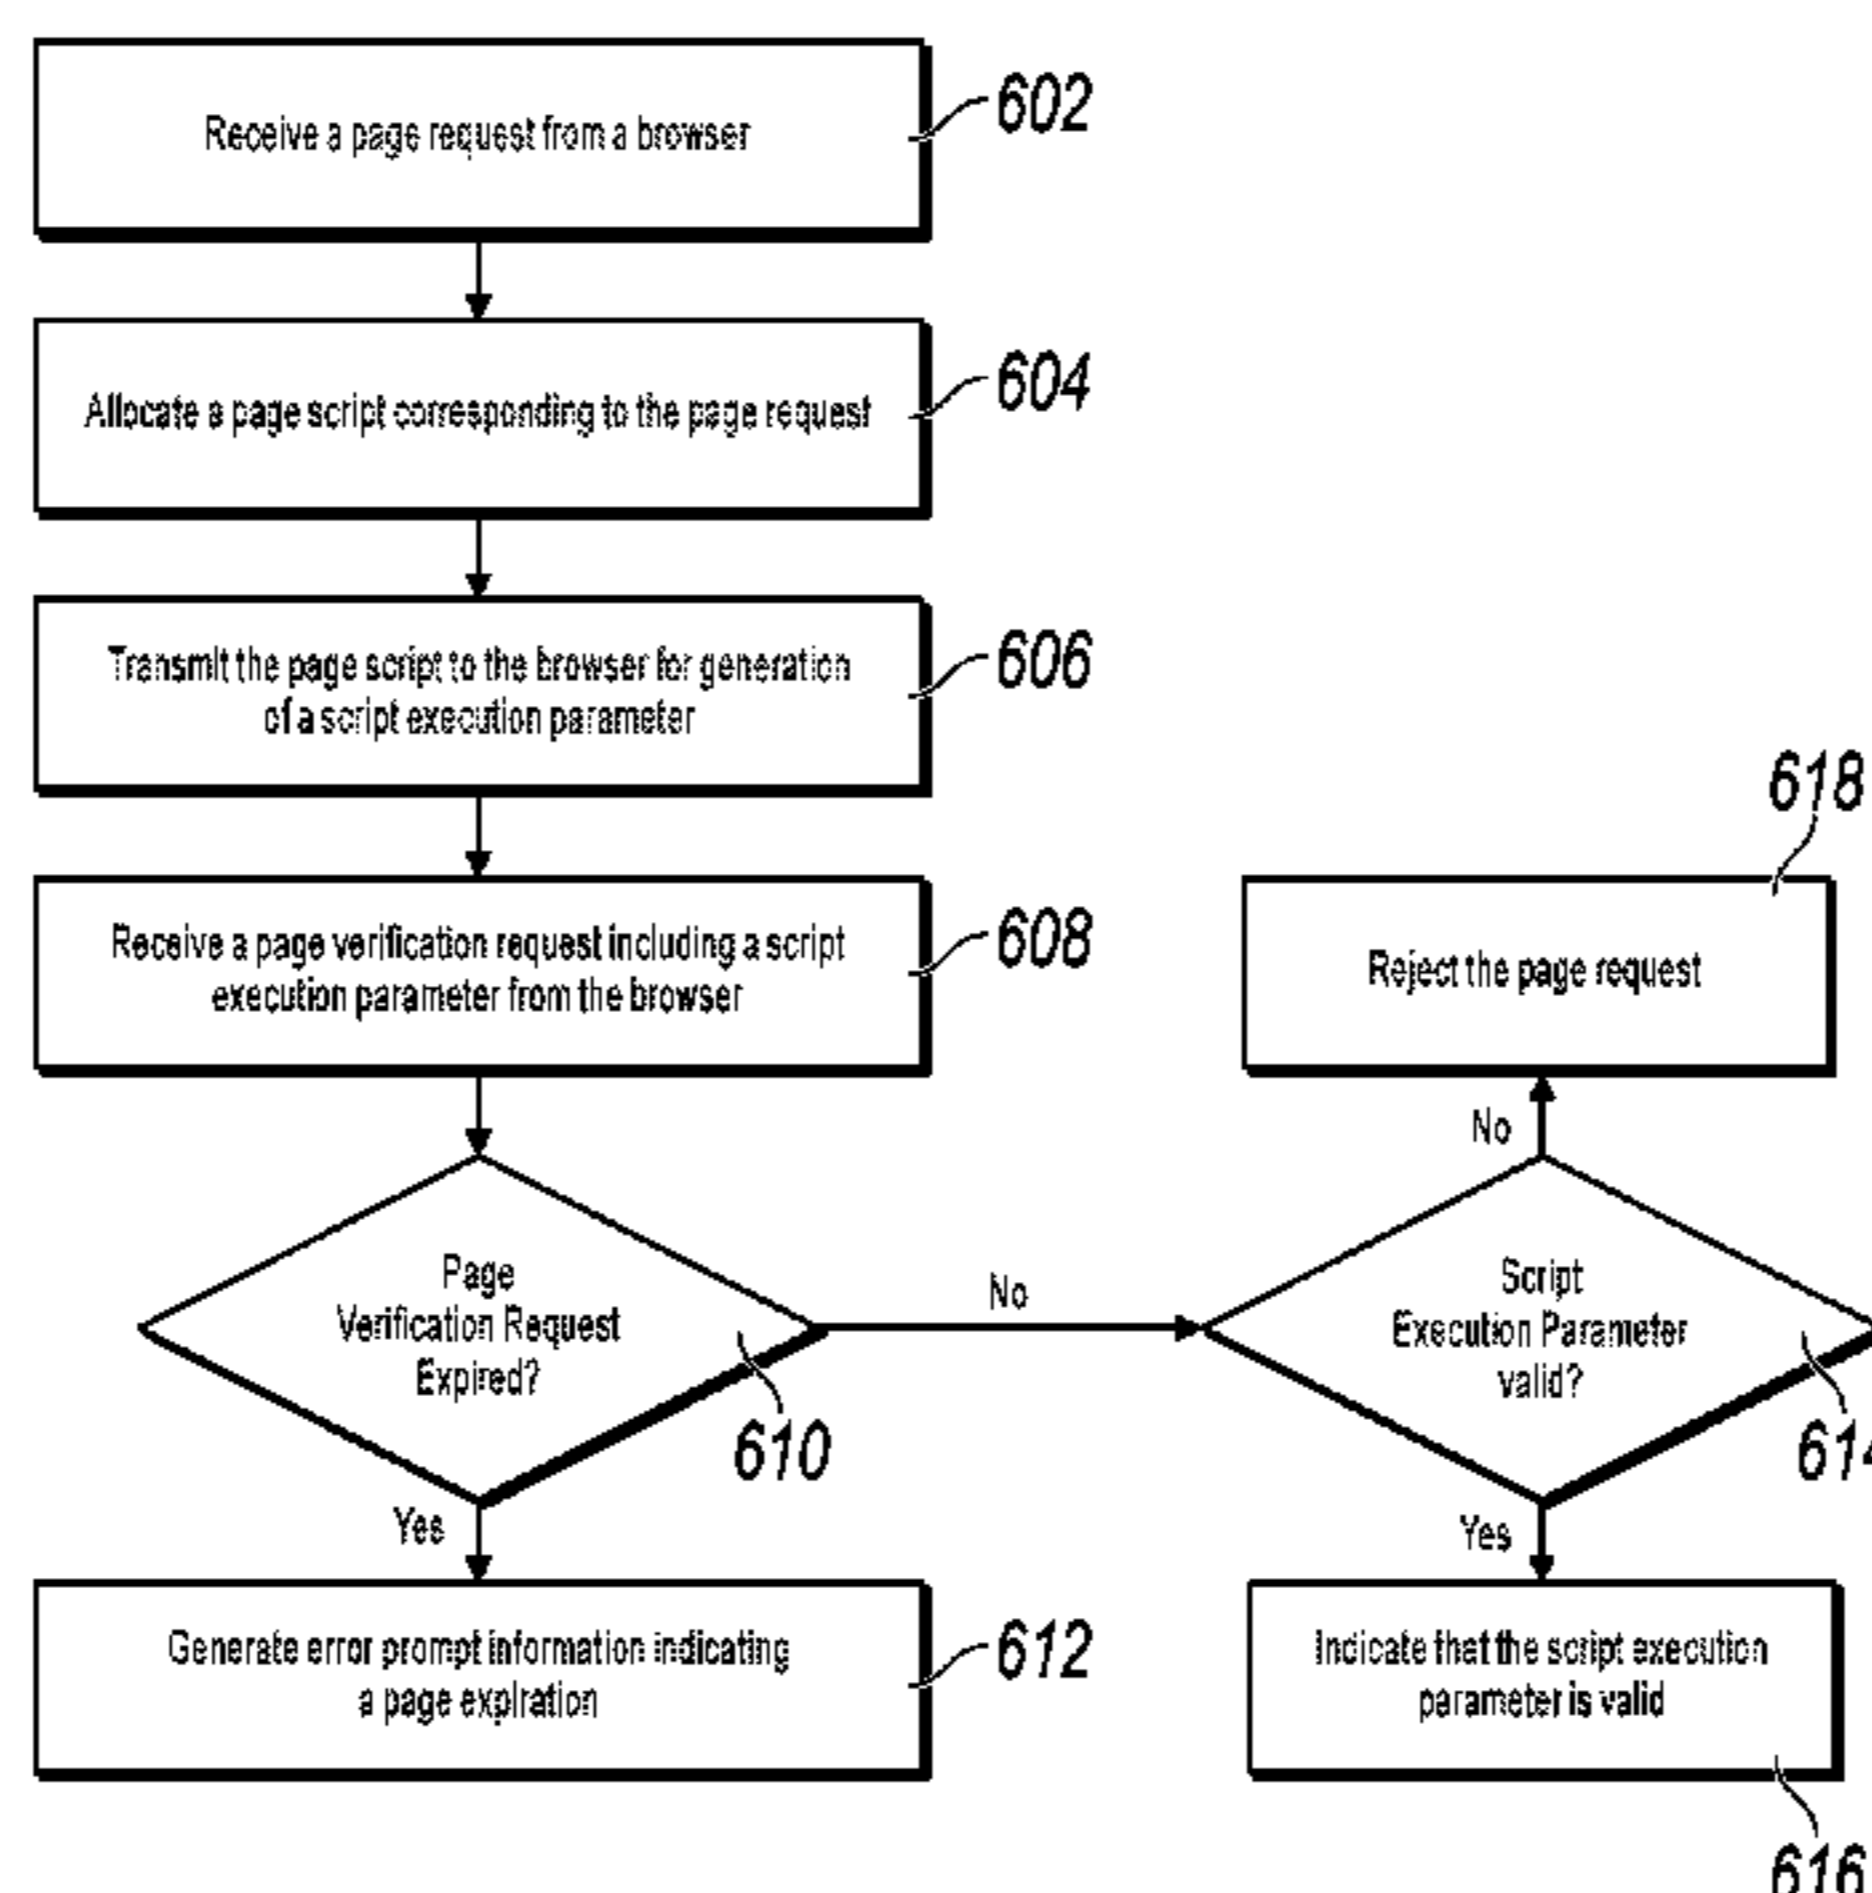 Receive a page request from a browser
602
Allocate a page script corresponding to the page request
604
Transmit the page script to the browser for generation
of a script execution parameter
606
Receive a page verification request including a script
execution parameter from the browser
608
Page
Verification Request
Expired?
610
No
Yes
Generate error prompt information indicating
a page expiration
612
618
Reject the page request
No
Script
Execution Parameter
valid?
614
Yes
Indicate that the script execution
parameter is valid
616